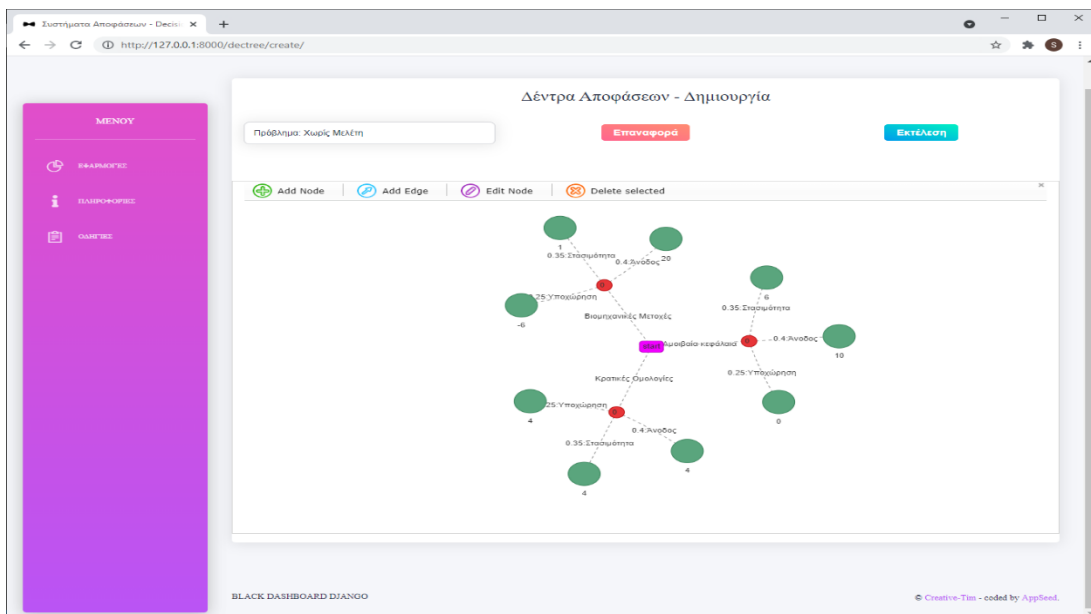 Συστήματα Αποφάσεων - Decisi
http://127.0.0.1:8000/dectree/create/
S
ΜΕΝΟΥ
ΕΦΑΡΜΟΓΕΣ
ΠΛΗΡΟΦΟΡΙΕΣ
ΟΔΗΓΙΕΣ
Δέντρα Αποφάσεων - Δημιουργία
Πρόβλημα: Χωρίς Μελέτη
Επαναφορά
Εκτέλεση
Add Node
Add Edge
Edit Node
Delete selected
1
20
0.35:Στασιμότητα
0.4:Άνοδος
0
.25:Υποχώρηση
-6
Βιομηχανικές Μετοχές
6
0.35:Στασιμότητα
start
Αμοιβαία κεφάλαια
0
0.4:Άνοδος
10
0.25:Υποχώρηση
0
Κρατικές Ομολογίες
25:Υποχώρηση
4
0
0.4:Άνοδος
0.35:Στασιμότητα
4
4
BLACK DASHBOARD DJANGO
© Creative-Tim - coded by AppSeed.